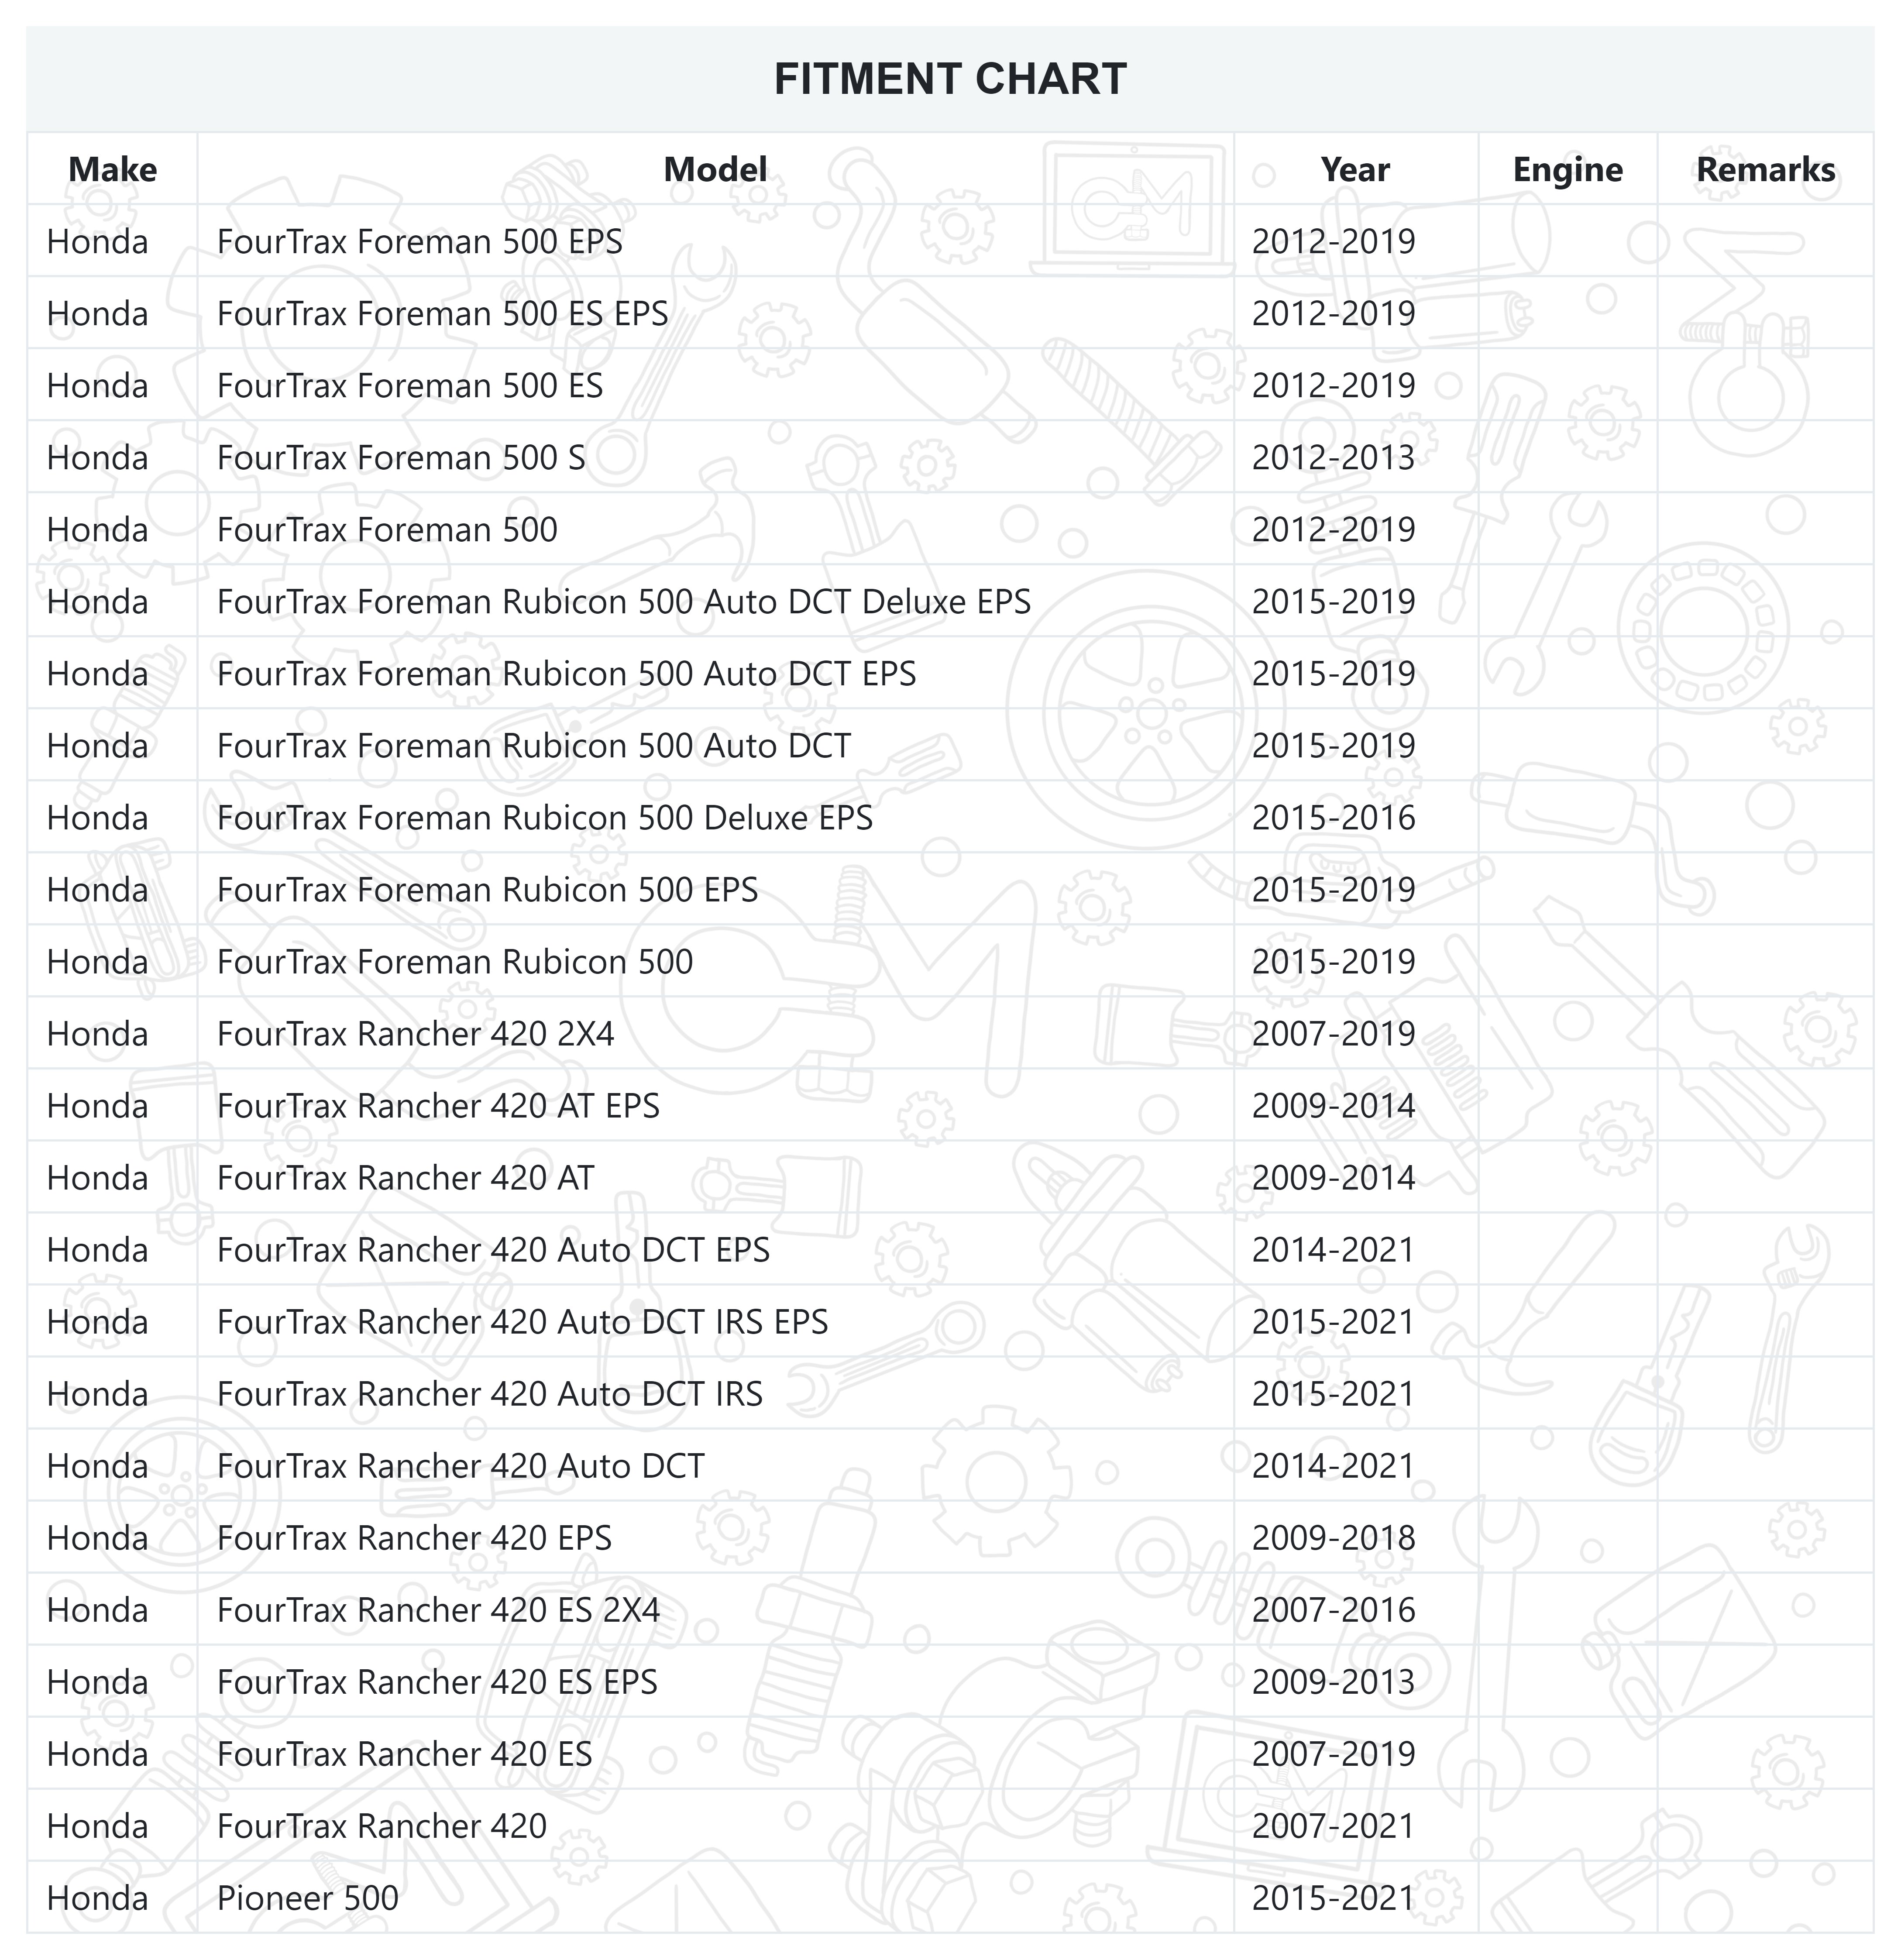 FITMENT CHART
Make Model Year Engine Remarks
Honda FourTrax Foreman 500 EPS 2012-2019
Honda FourTrax Foreman 500 ES EPS 2012-2019
Honda FourTrax Foreman 500 ES 2012-2019
Honda FourTrax Foreman 500 S 2012-2013
Honda FourTrax Foreman 500 2012-2019
Honda FourTrax Foreman Rubicon 500 Auto DCT Deluxe EPS 2015-2019
Honda FourTrax Foreman Rubicon 500 Auto DCT EPS 2015-2019
Honda FourTrax Foreman Rubicon 500 Auto DCT 2015-2019
Honda FourTrax Foreman Rubicon 500 Deluxe EPS 2015-2016
Honda FourTrax Foreman Rubicon 500 EPS 2015-2019
Honda FourTrax Foreman Rubicon 500 2015-2019
Honda FourTrax Rancher 420 2X4 2007-2019
Honda FourTrax Rancher 420 AT EPS 2009-2014
Honda FourTrax Rancher 420 AT 2009-2014
Honda FourTrax Rancher 420 Auto DCT EPS 2014-2021
Honda FourTrax Rancher 420 Auto DCT IRS EPS 2015-2021
Honda FourTrax Rancher 420 Auto DCT IRS 2015-2021
Honda FourTrax Rancher 420 Auto DCT 2014-2021
Honda FourTrax Rancher 420 EPS 2009-2018
Honda FourTrax Rancher 420 ES 2X4 2007-2016
Honda FourTrax Rancher 420 ES EPS 2009-2013
Honda FourTrax Rancher 420 ES 2007-2019
Honda FourTrax Rancher 420 2007-2021
Honda Pioneer 500 2015-2021